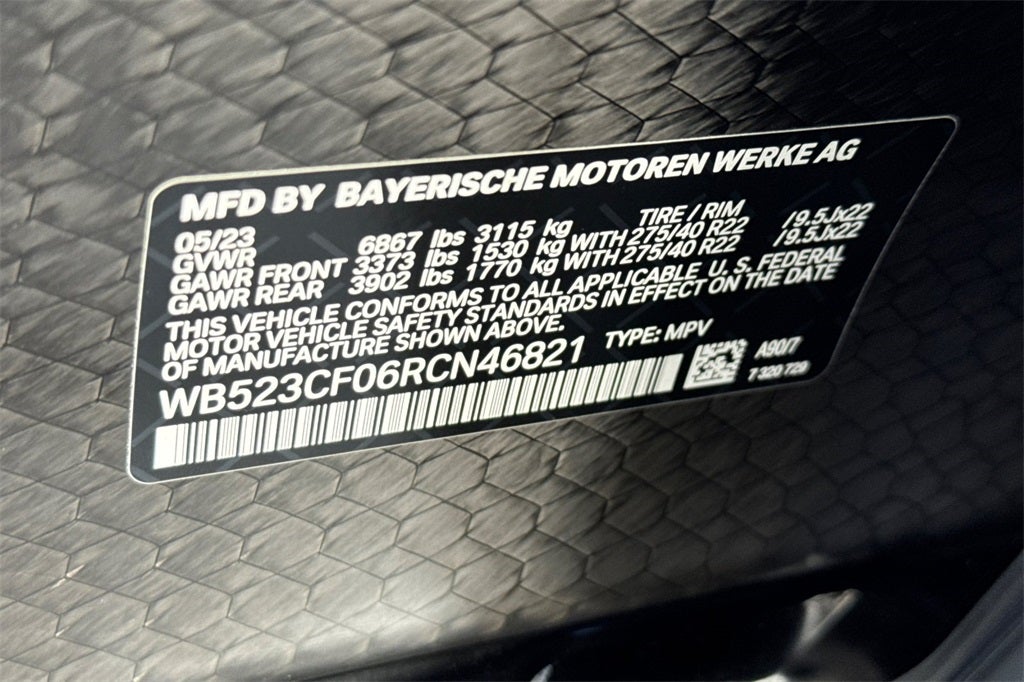 MFD BY BAYERISCHE MOTOREN WERKE AG
05/23 TIRE / RIM
GVWR 6867 lbs 3115 kg
GAWR FRONT 3373 lbs 1530 kg WITH 275/40 R22 /9.5Jx22
GAWR REAR 3902 lbs 1770 kg WITH 275/40 R22 /9.5Jx22
THIS VEHICLE CONFORMS TO ALL APPLICABLE U. S. FEDERAL
MOTOR VEHICLE SAFETY STANDARDS IN EFFECT ON THE DATE
OF MANUFACTURE SHOWN ABOVE.
WB523CF06RCN46821 TYPE: MPV
A90/7
7 320 729